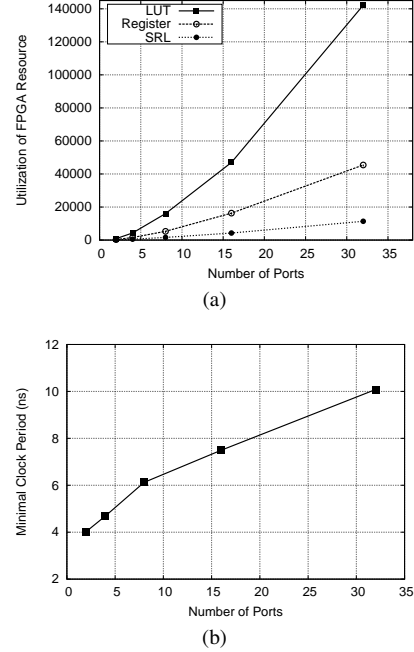 140000
120000
100000
80000
60000
40000
20000
0
Utilization of FPGA Resource
LUT
Register
SRL
0 5 10 15 20 25 30 35
Number of Ports
(a)
12
10
8
6
4
2
Minimal Clock Period (ns)
0 5 10 15 20 25 30 35
Number of Ports
(b)